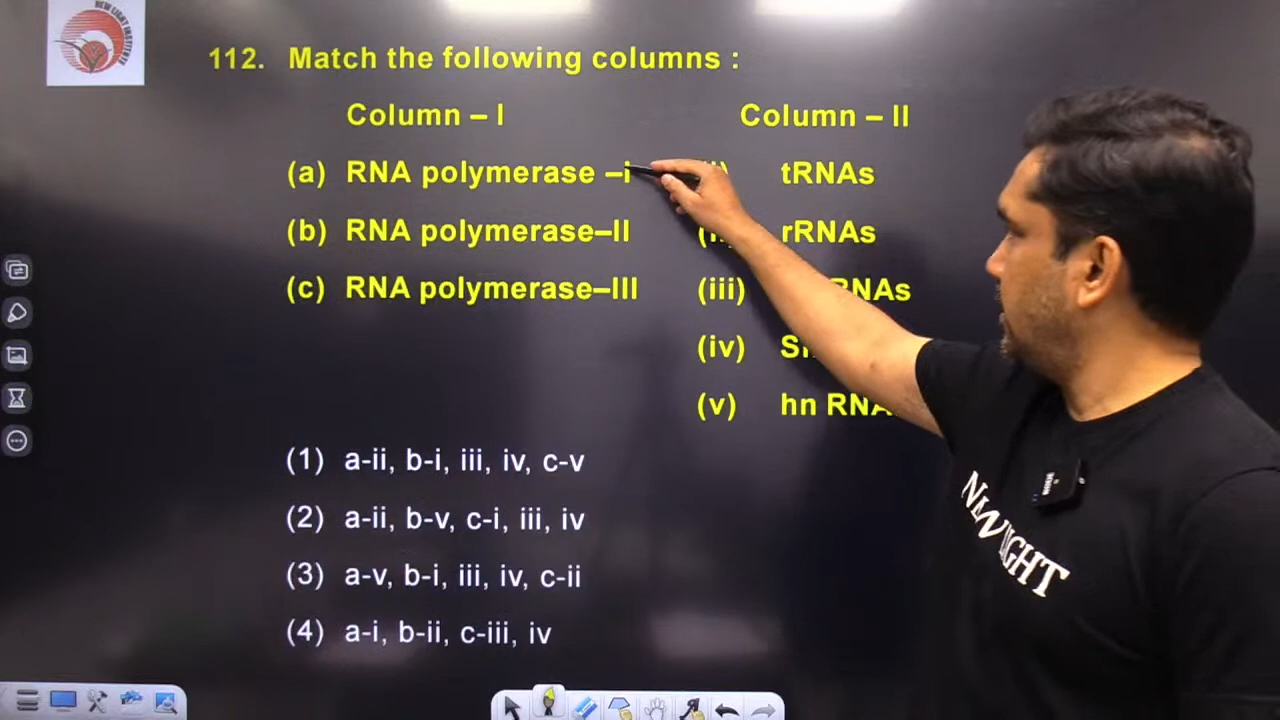 NEW LIGHT INSTITUTE
112. Match the following columns :
Column – I Column – II
(a) RNA polymerase –i tRNAs
(b) RNA polymerase–II rRNAs
(c) RNA polymerase–III (iii)
(iv)
(v) hn RNA
(1) a-ii, b-i, iii, iv, c-v
(2) a-ii, b-v, c-i, iii, iv
(3) a-v, b-i, iii, iv, c-ii
(4) a-i, b-ii, c-iii, iv